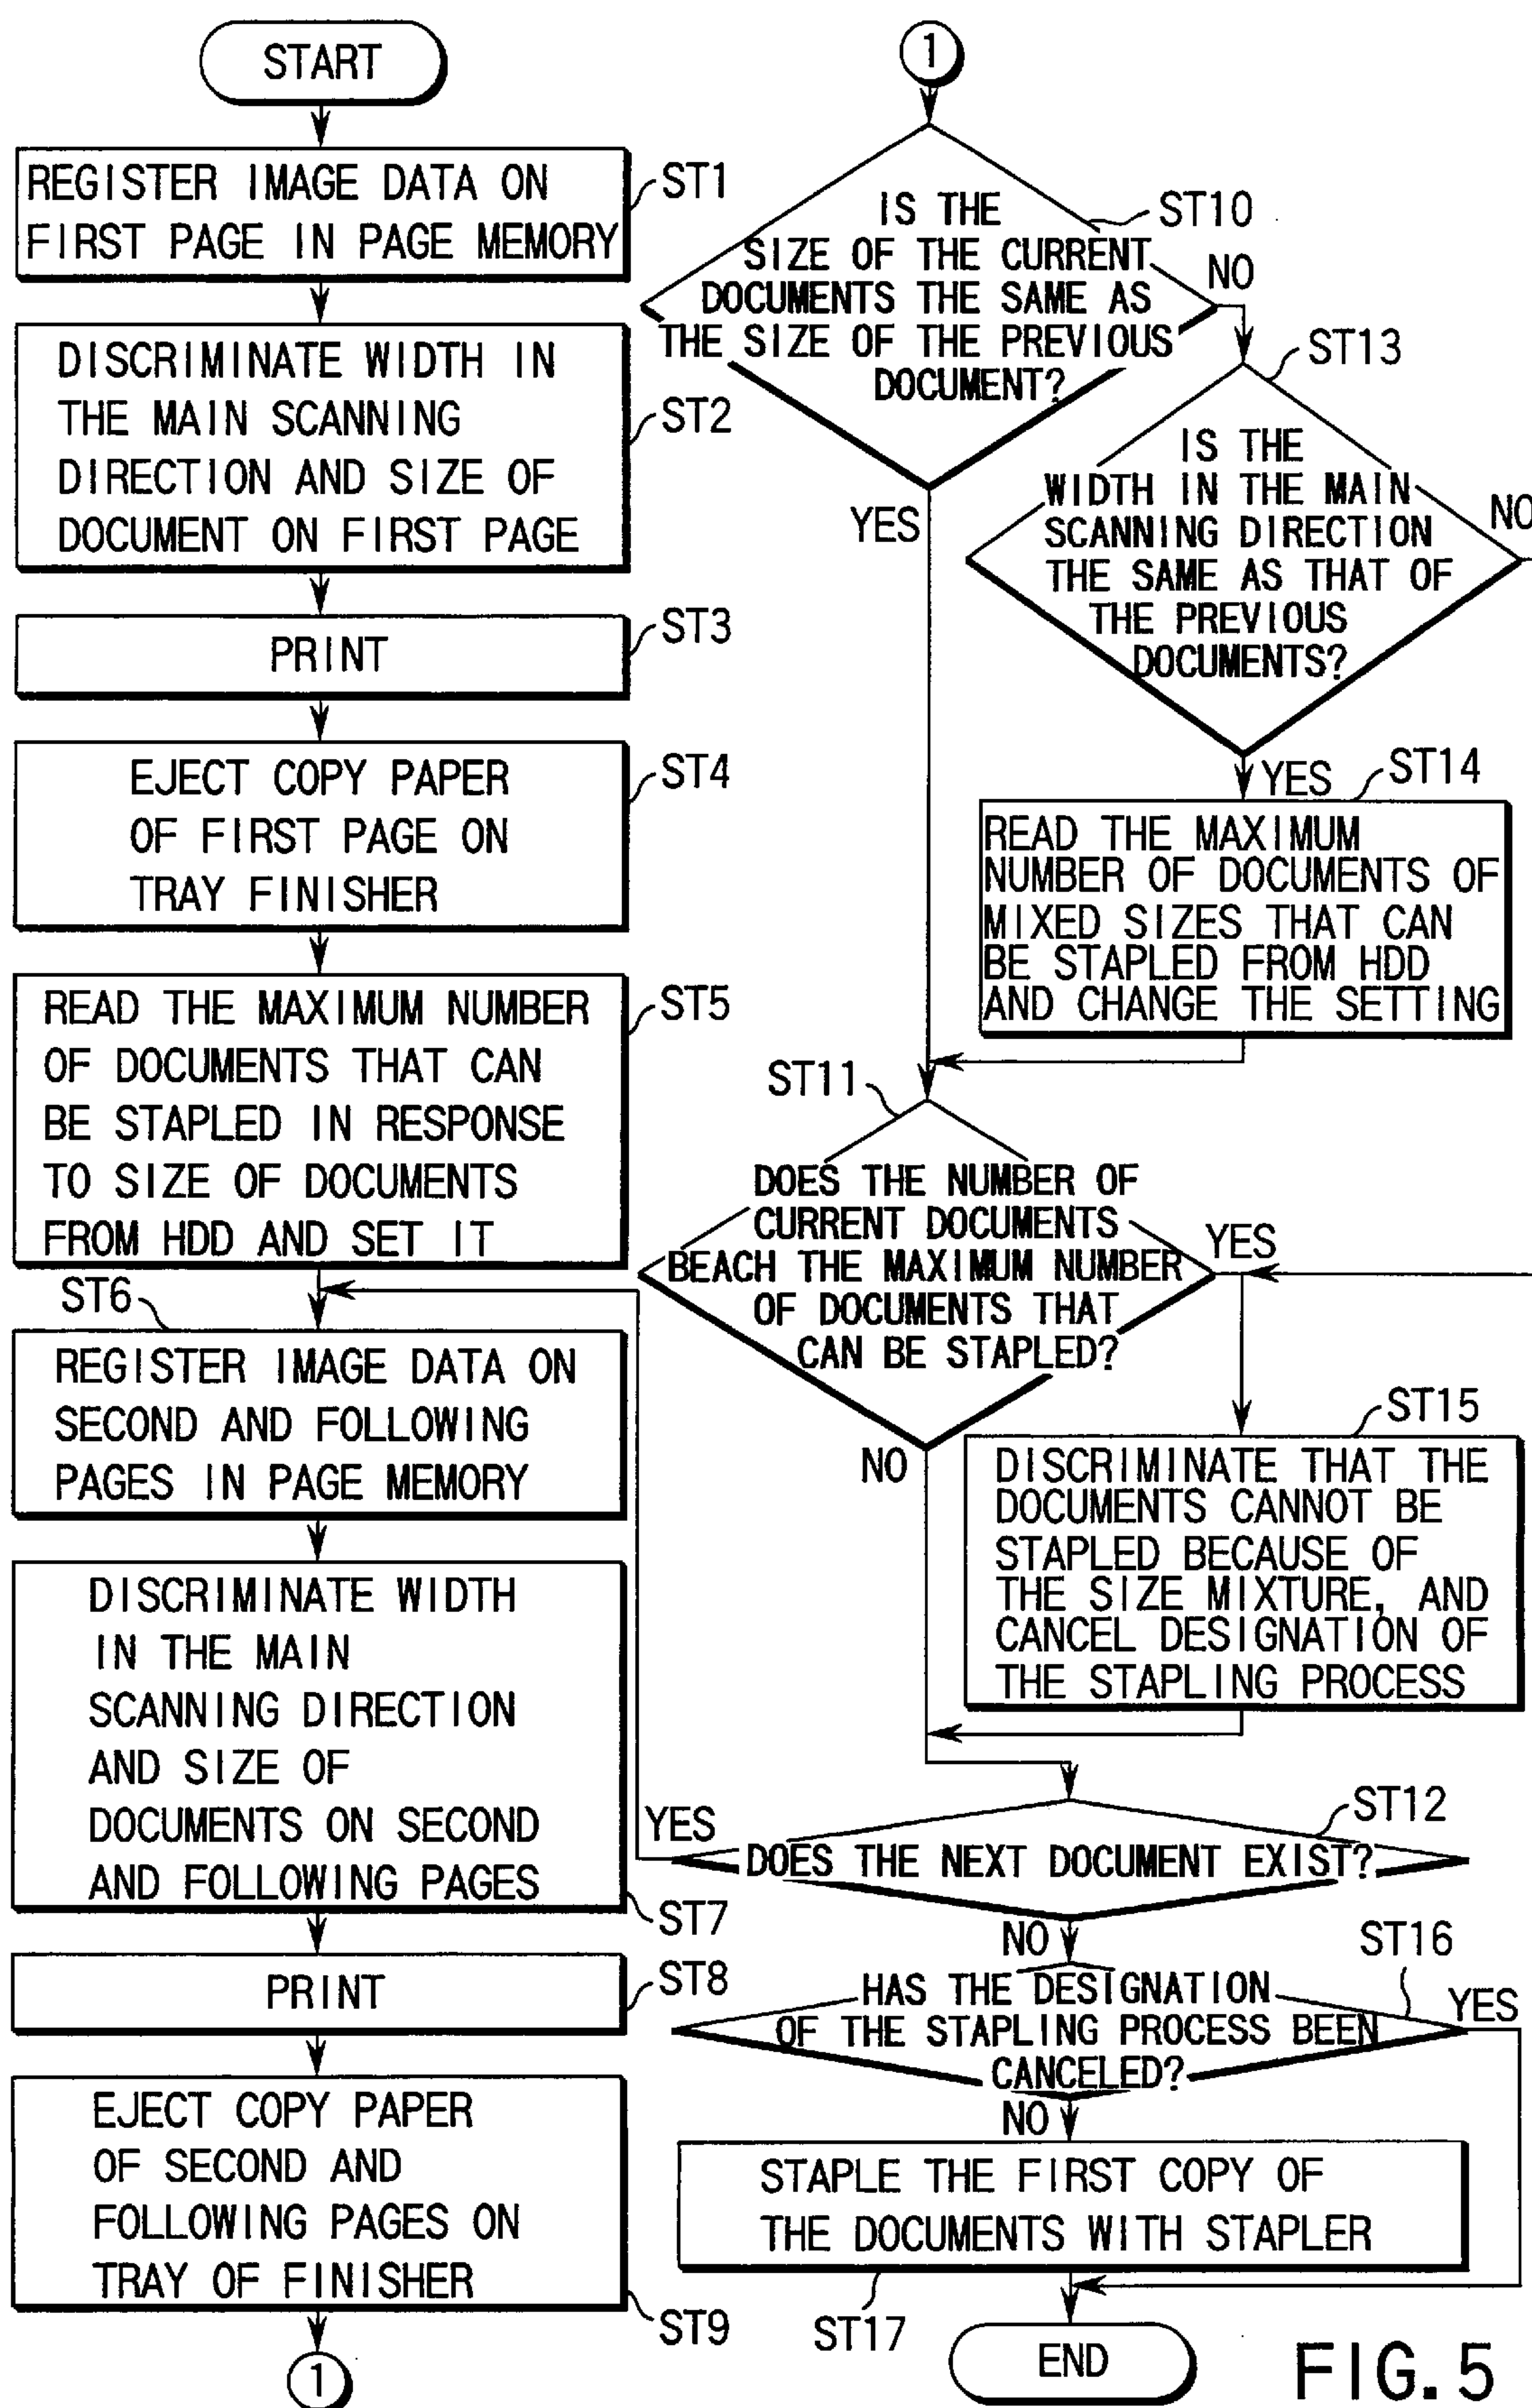 START
REGISTER IMAGE DATA ON
FIRST PAGE IN PAGE MEMORY
ST1
DISCRIMINATE WIDTH IN
THE MAIN SCANNING
DIRECTION AND SIZE OF
DOCUMENT ON FIRST PAGE
ST2
PRINT
ST3
EJECT COPY PAPER
OF FIRST PAGE ON
TRAY FINISHER
ST4
READ THE MAXIMUM NUMBER
OF DOCUMENTS THAT CAN
BE STAPLED IN RESPONSE
TO SIZE OF DOCUMENTS
FROM HDD AND SET IT
ST5
ST6
REGISTER IMAGE DATA ON
SECOND AND FOLLOWING
PAGES IN PAGE MEMORY
DISCRIMINATE WIDTH
IN THE MAIN
SCANNING DIRECTION
AND SIZE OF
DOCUMENTS ON SECOND
AND FOLLOWING PAGES
ST7
PRINT
ST8
EJECT COPY PAPER
OF SECOND AND
FOLLOWING PAGES ON
TRAY OF FINISHER
ST9
1
1
IS THE
SIZE OF THE CURRENT
DOCUMENTS THE SAME AS
THE SIZE OF THE PREVIOUS
DOCUMENT?
ST10
NO
YES
ST13
IS THE
WIDTH IN THE MAIN
SCANNING DIRECTION
THE SAME AS THAT OF
THE PREVIOUS
DOCUMENTS?
NO
YES
ST14
READ THE MAXIMUM
NUMBER OF DOCUMENTS OF
MIXED SIZES THAT CAN
BE STAPLED FROM HDD
AND CHANGE THE SETTING
ST11
DOES THE NUMBER OF
CURRENT DOCUMENTS
BEACH THE MAXIMUM NUMBER
OF DOCUMENTS THAT
CAN BE STAPLED?
YES
NO
ST15
DISCRIMINATE THAT THE
DOCUMENTS CANNOT BE
STAPLED BECAUSE OF
THE SIZE MIXTURE, AND
CANCEL DESIGNATION OF
THE STAPLING PROCESS
ST12
YES
DOES THE NEXT DOCUMENT EXIST?
NO
ST16
HAS THE DESIGNATION
OF THE STAPLING PROCESS BEEN
CANCELED?
YES
NO
STAPLE THE FIRST COPY OF
THE DOCUMENTS WITH STAPLER
ST17
END
FIG. 5